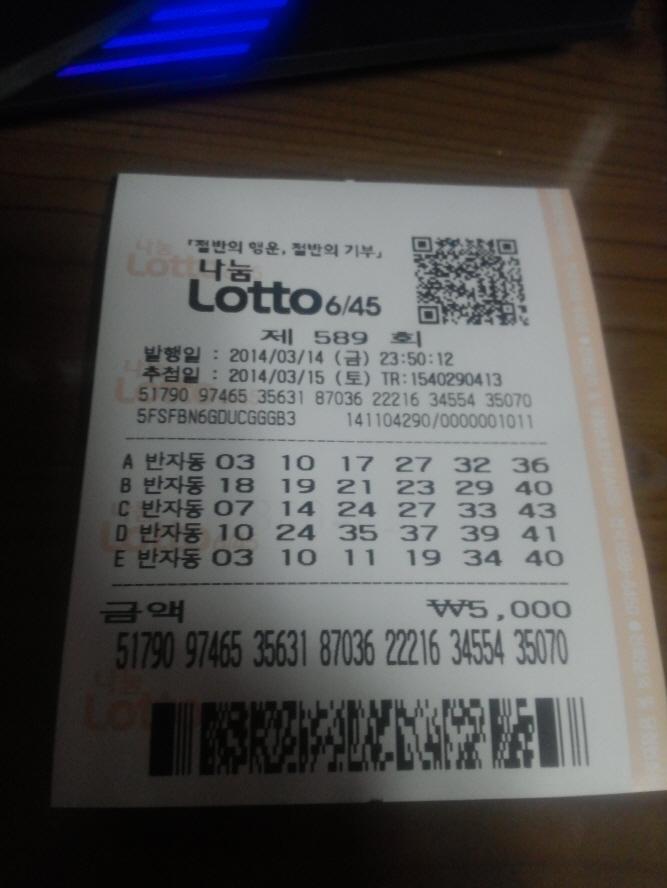 「절반의 행운, 절반의 기부」
나눔
Lotto 6/45
제 589 회
발행일 : 2014/03/14 (금) 23:50:12
추첨일 : 2014/03/15 (토) TR:1540290413
51790 97465 35631 87036 22216 34554 35070
5FSFBN6GDUCGGGB3 141104290/0000001011
A 반자동 03 10 17 27 32 36
B 반자동 18 19 21 23 29 40
C 반자동 07 14 24 27 33 43
D 반자동 10 24 35 37 39 41
E 반자동 03 10 11 19 34 40
금액 ₩5,000
51790 97465 35631 87036 22216 34554 35070